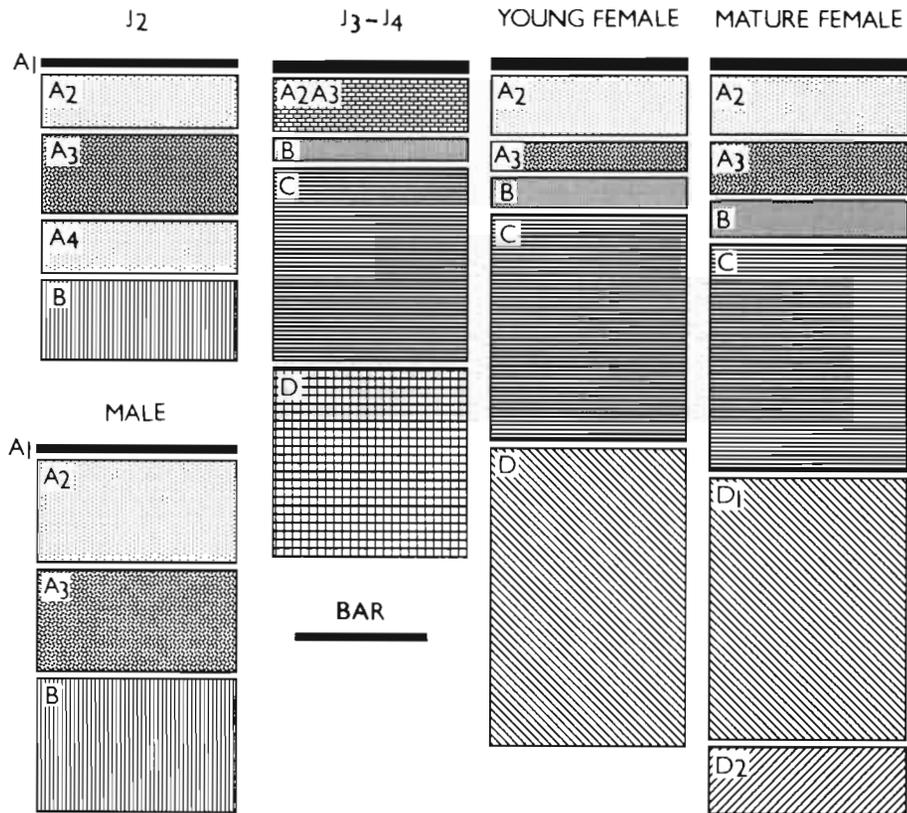 J2
J3–J4
YOUNG FEMALE
MATURE FEMALE
A1
A2
A3
A4
B
A2A3
B
C
D
A2
A3
B
C
D
A2
A3
B
C
D1
D2
MALE
A1
A2
A3
B
BAR